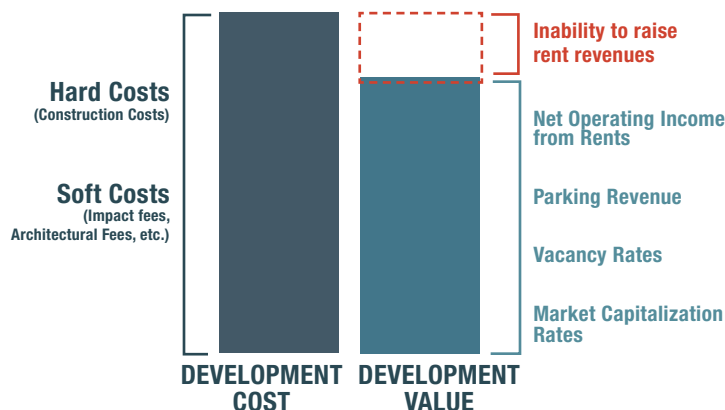 Hard Costs
(Construction Costs)
Soft Costs
(Impact fees,
Architectural Fees, etc.)
Inability to raise
rent revenues
Net Operating Income
from Rents
Parking Revenue
Vacancy Rates
Market Capitalization
Rates
DEVELOPMENT
COST
DEVELOPMENT
VALUE